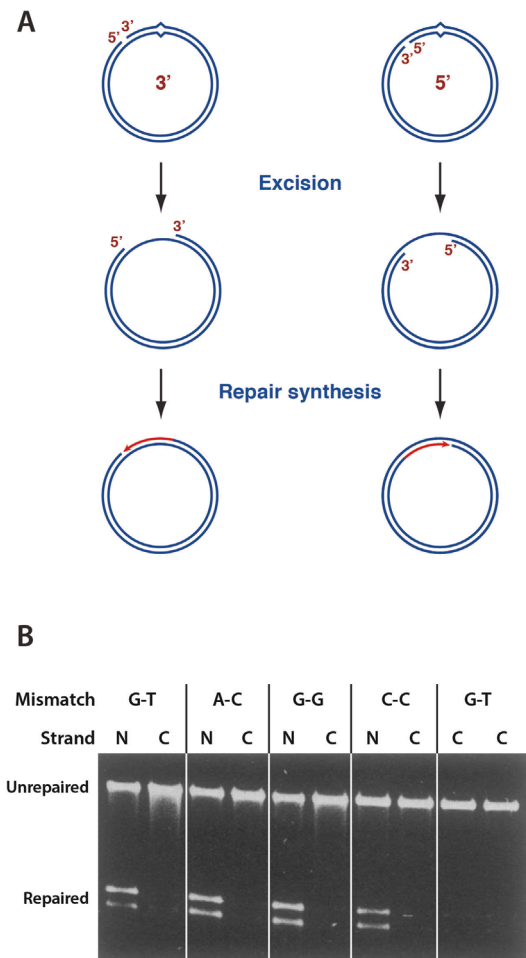 A
5’ 3’
3’
3’ 5’
5’
Excision
5’ 3’
3’ 5’
Repair synthesis
B
Mismatch G-T A-C G-G C-C G-T
Strand N C N C N C N C C C
Unrepaired
Repaired